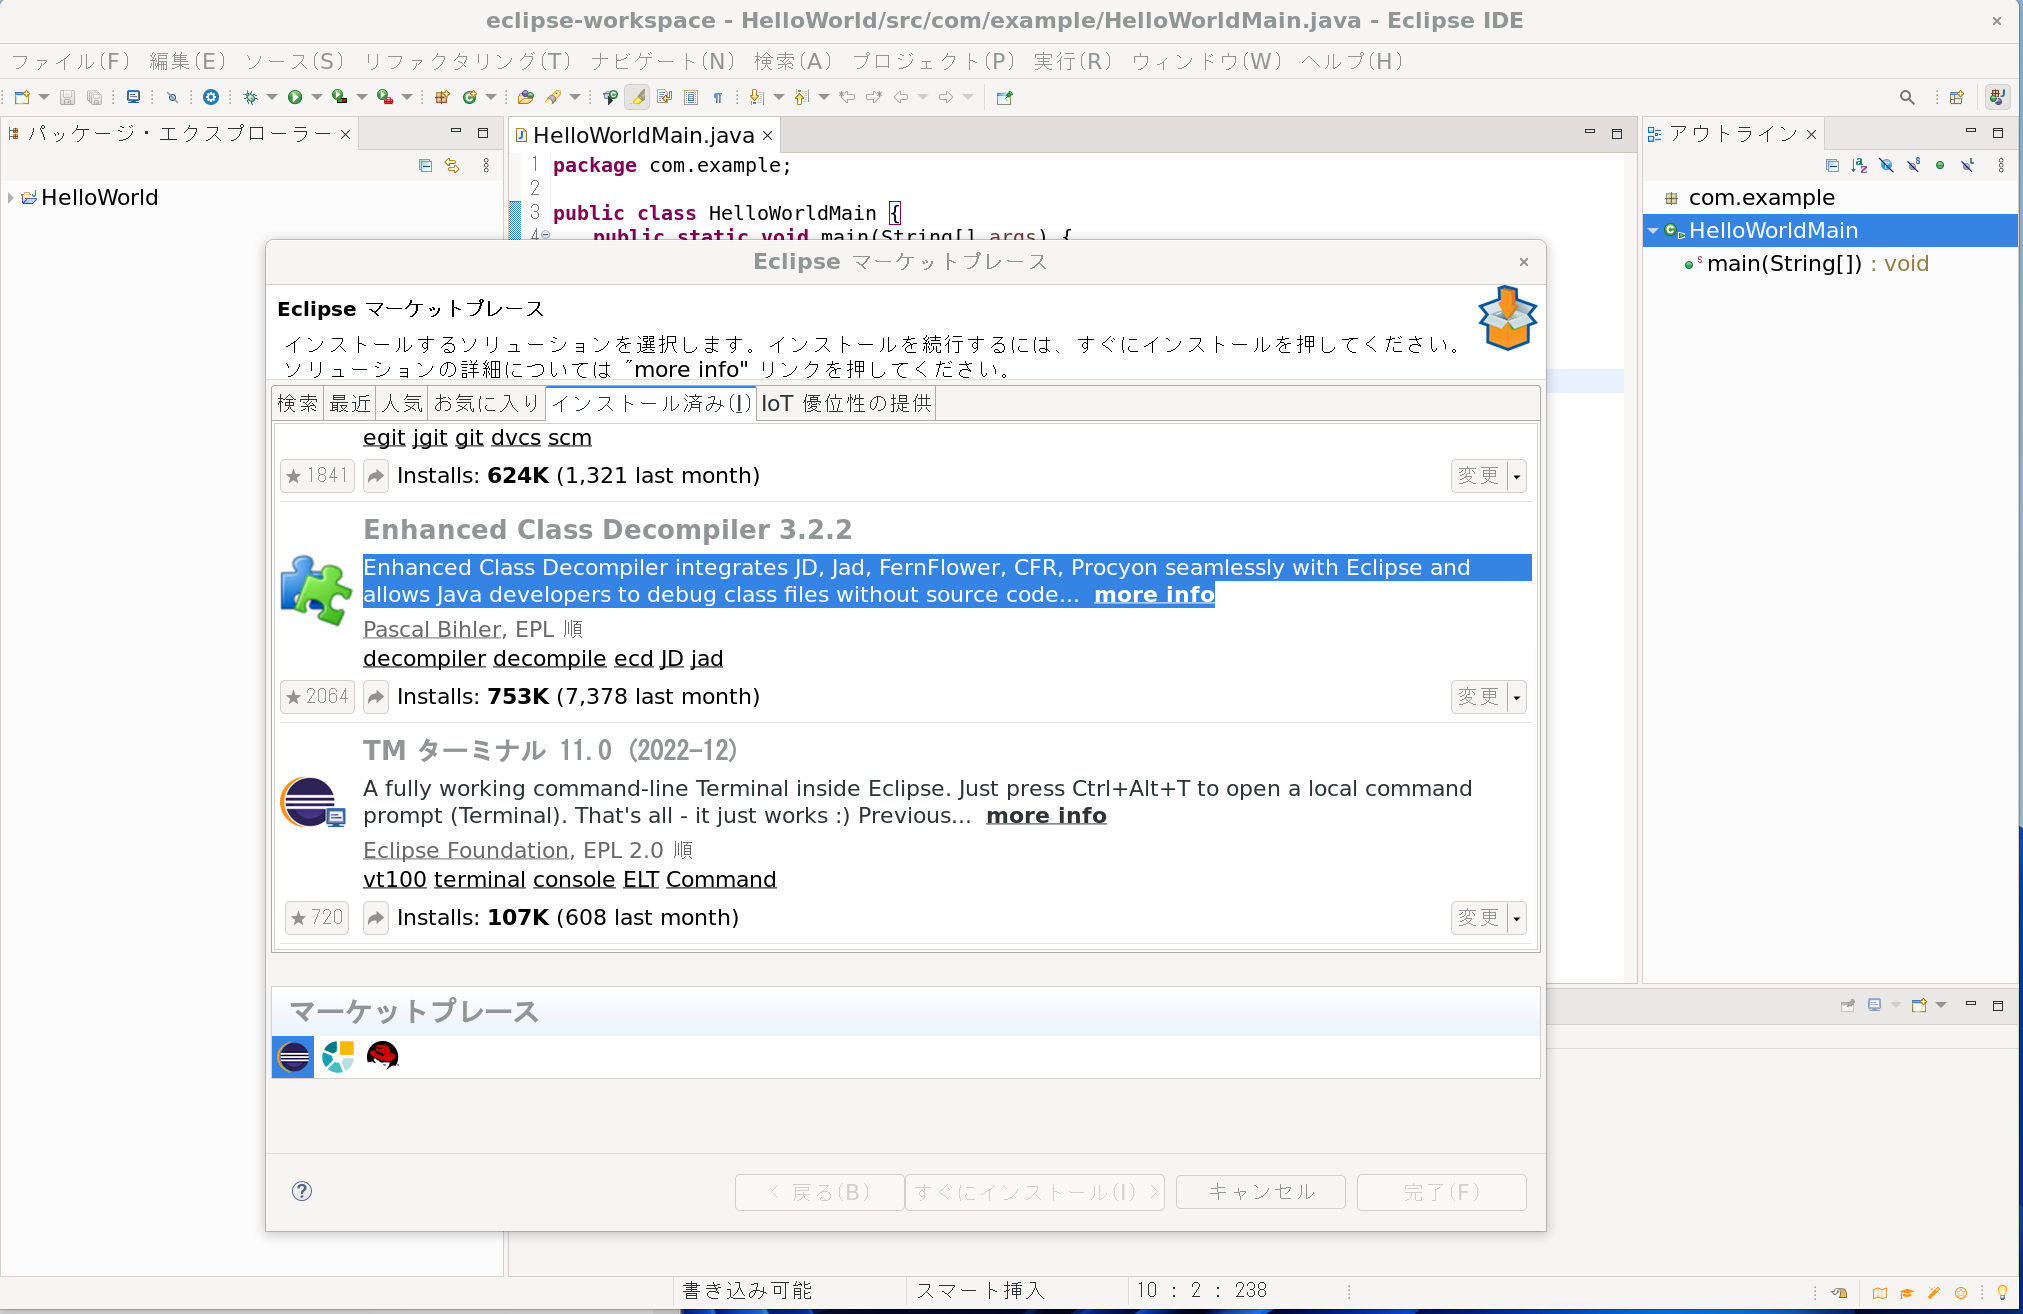 eclipse-workspace - HelloWorld/src/com/example/HelloWorldMain.java - Eclipse IDE
ファイル(F) 編集(E) ソース(S) リファクタリング(T) ナビゲート(N) 検索(A) プロジェクト(P) 実行(R) ウィンドウ(W) ヘルプ(H)
パッケージ・エクスプローラー
HelloWorld
HelloWorldMain.java
1 package com.example;
2
3 public class HelloWorldMain {
4 public static void main(String[] args) {
アウトライン
com.example
HelloWorldMain
main(String[]) : void
Eclipse マーケットプレース
Eclipse マーケットプレース
インストールするソリューションを選択します。インストールを続行するには、すぐにインストールを押してください。
ソリューションの詳細については "more info" リンクを押してください。
検索 最近 人気 お気に入り インストール済み(I) IoT 優位性の提供
egit jgit git dvcs scm
1841 Installs: 624K (1,321 last month) 変更
Enhanced Class Decompiler 3.2.2
Enhanced Class Decompiler integrates JD, Jad, FernFlower, CFR, Procyon seamlessly with Eclipse and
allows Java developers to debug class files without source code... more info
Pascal Bihler, EPL 順
decompiler decompile ecd JD jad
2064 Installs: 753K (7,378 last month) 変更
TM ターミナル 11.0 (2022-12)
A fully working command-line Terminal inside Eclipse. Just press Ctrl+Alt+T to open a local command
prompt (Terminal). That's all - it just works :) Previous... more info
Eclipse Foundation, EPL 2.0 順
vt100 terminal console ELT Command
720 Installs: 107K (608 last month) 変更
マーケットプレース
< 戻る(B) すぐにインストール(I) > キャンセル 完了(F)
書き込み可能 スマート挿入 10 : 2 : 238